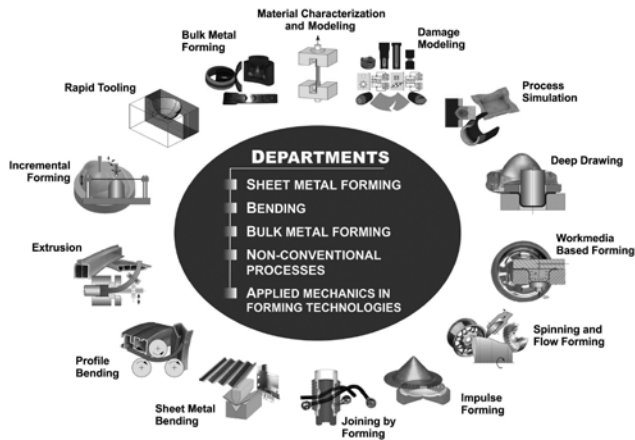 Material Characterization
and Modeling
Bulk Metal
Forming
Damage
Modeling
Rapid Tooling
Process
Simulation
Incremental
Forming
Deep Drawing
Extrusion
Workmedia
Based Forming
Profile
Bending
Spinning and
Flow Forming
Sheet Metal
Bending
Joining by
Forming
Impulse
Forming
DEPARTMENTS
SHEET METAL FORMING
BENDING
BULK METAL FORMING
NON-CONVENTIONAL
PROCESSES
APPLIED MECHANICS IN
FORMING TECHNOLOGIES